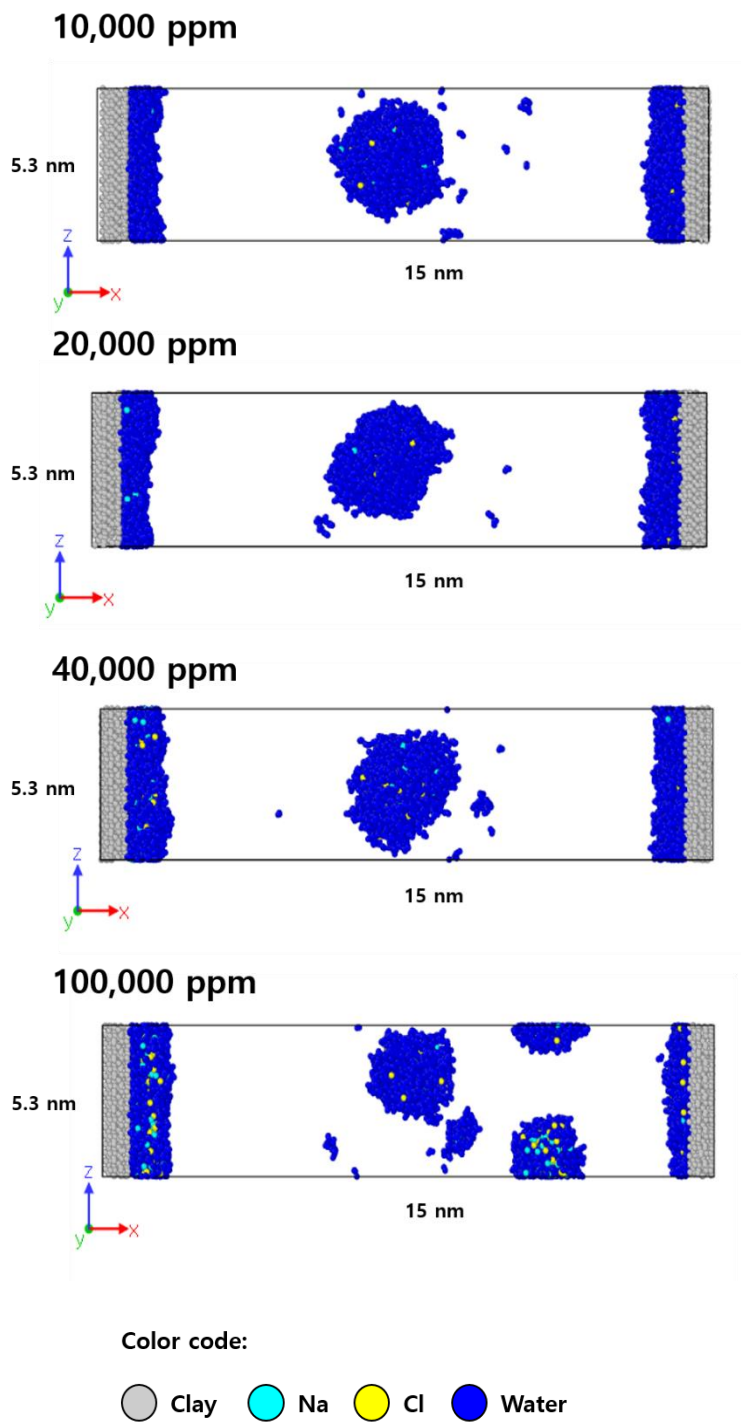 10,000 ppm
5.3 nm
z
y
x
15 nm
20,000 ppm
5.3 nm
z
y
x
15 nm
40,000 ppm
5.3 nm
z
y
x
15 nm
100,000 ppm
5.3 nm
z
y
x
15 nm
Color code:
Clay Na Cl Water